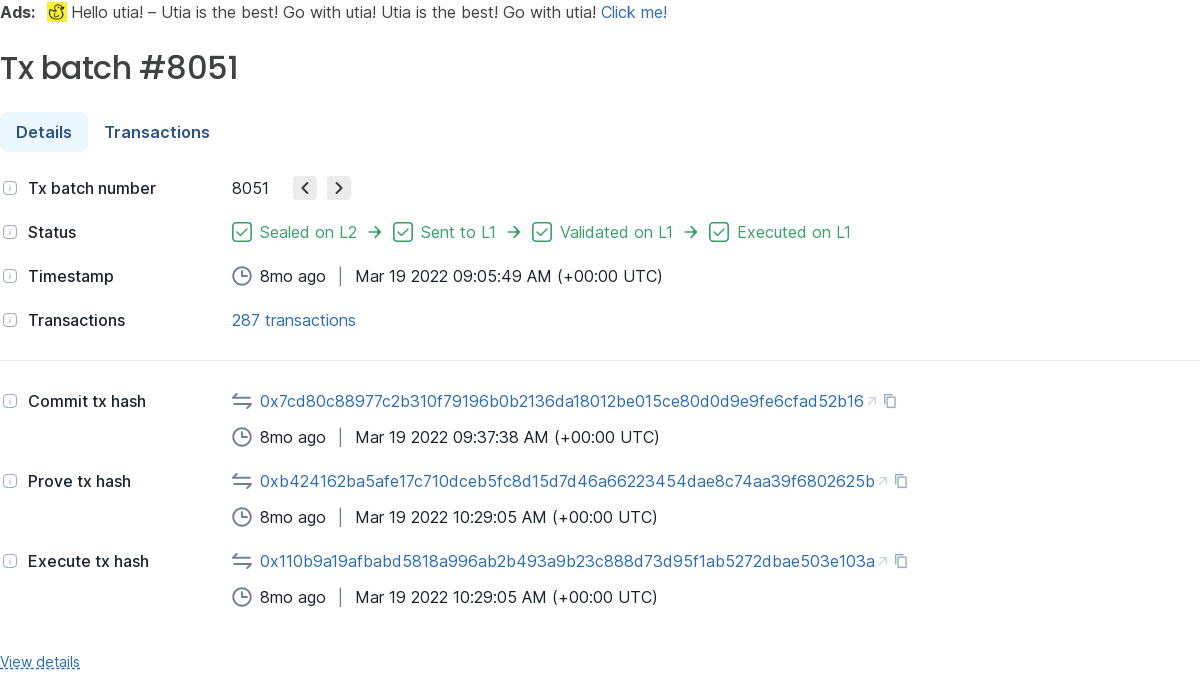 Ads: Hello utia! – Utia is the best! Go with utia! Utia is the best! Go with utia! Click me!
Tx batch #8051
Details Transactions
Tx batch number 8051
Status Sealed on L2 → Sent to L1 → Validated on L1 → Executed on L1
Timestamp 8mo ago | Mar 19 2022 09:05:49 AM (+00:00 UTC)
Transactions 287 transactions
Commit tx hash 0x7cd80c88977c2b310f79196b0b2136da18012be015ce80d0d9e9fe6cfad52b16
8mo ago | Mar 19 2022 09:37:38 AM (+00:00 UTC)
Prove tx hash 0xb424162ba5afe17c710dceb5fc8d15d7d46a66223454dae8c74aa39f6802625b
8mo ago | Mar 19 2022 10:29:05 AM (+00:00 UTC)
Execute tx hash 0x110b9a19afbabd5818a996ab2b493a9b23c888d73d95f1ab5272dbae503e103a
8mo ago | Mar 19 2022 10:29:05 AM (+00:00 UTC)
View details